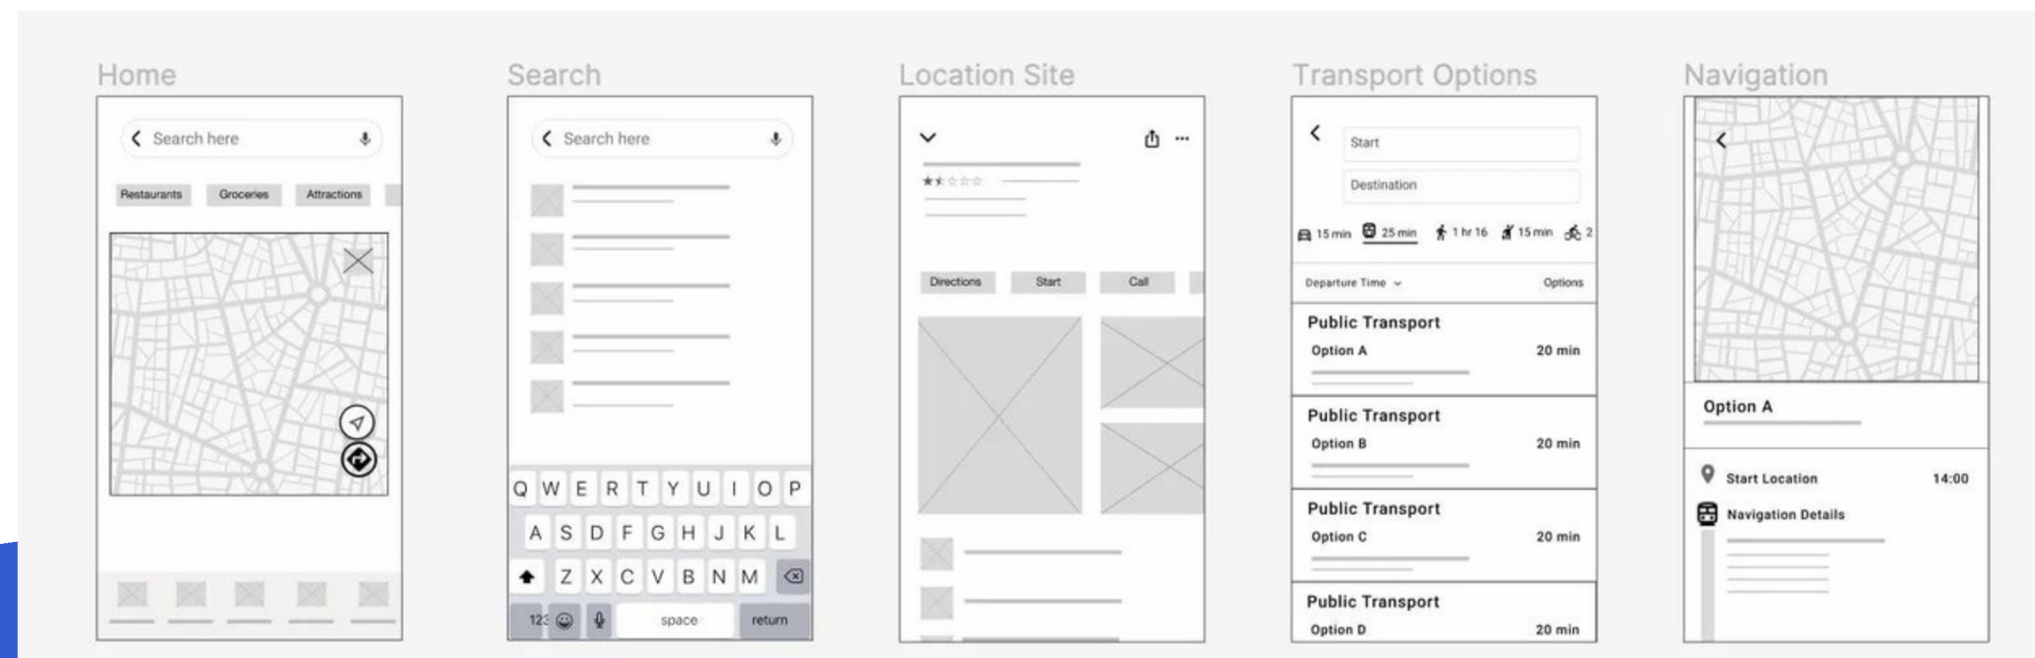 Home
Search here
Restaurants Groceries Attractions
Search
Search here
Q W E R T Y U I O P
A S D F G H J K L
Z X C V B N M
123 space return
Location Site
Directions Start Call
Transport Options
Start
Destination
15 min 25 min 1 hr 16 15 min 2
Departure Time Options
Public Transport
Option A 20 min
Public Transport
Option B 20 min
Public Transport
Option C 20 min
Public Transport
Option D 20 min
Navigation
Option A
Start Location 14:00
Navigation Details